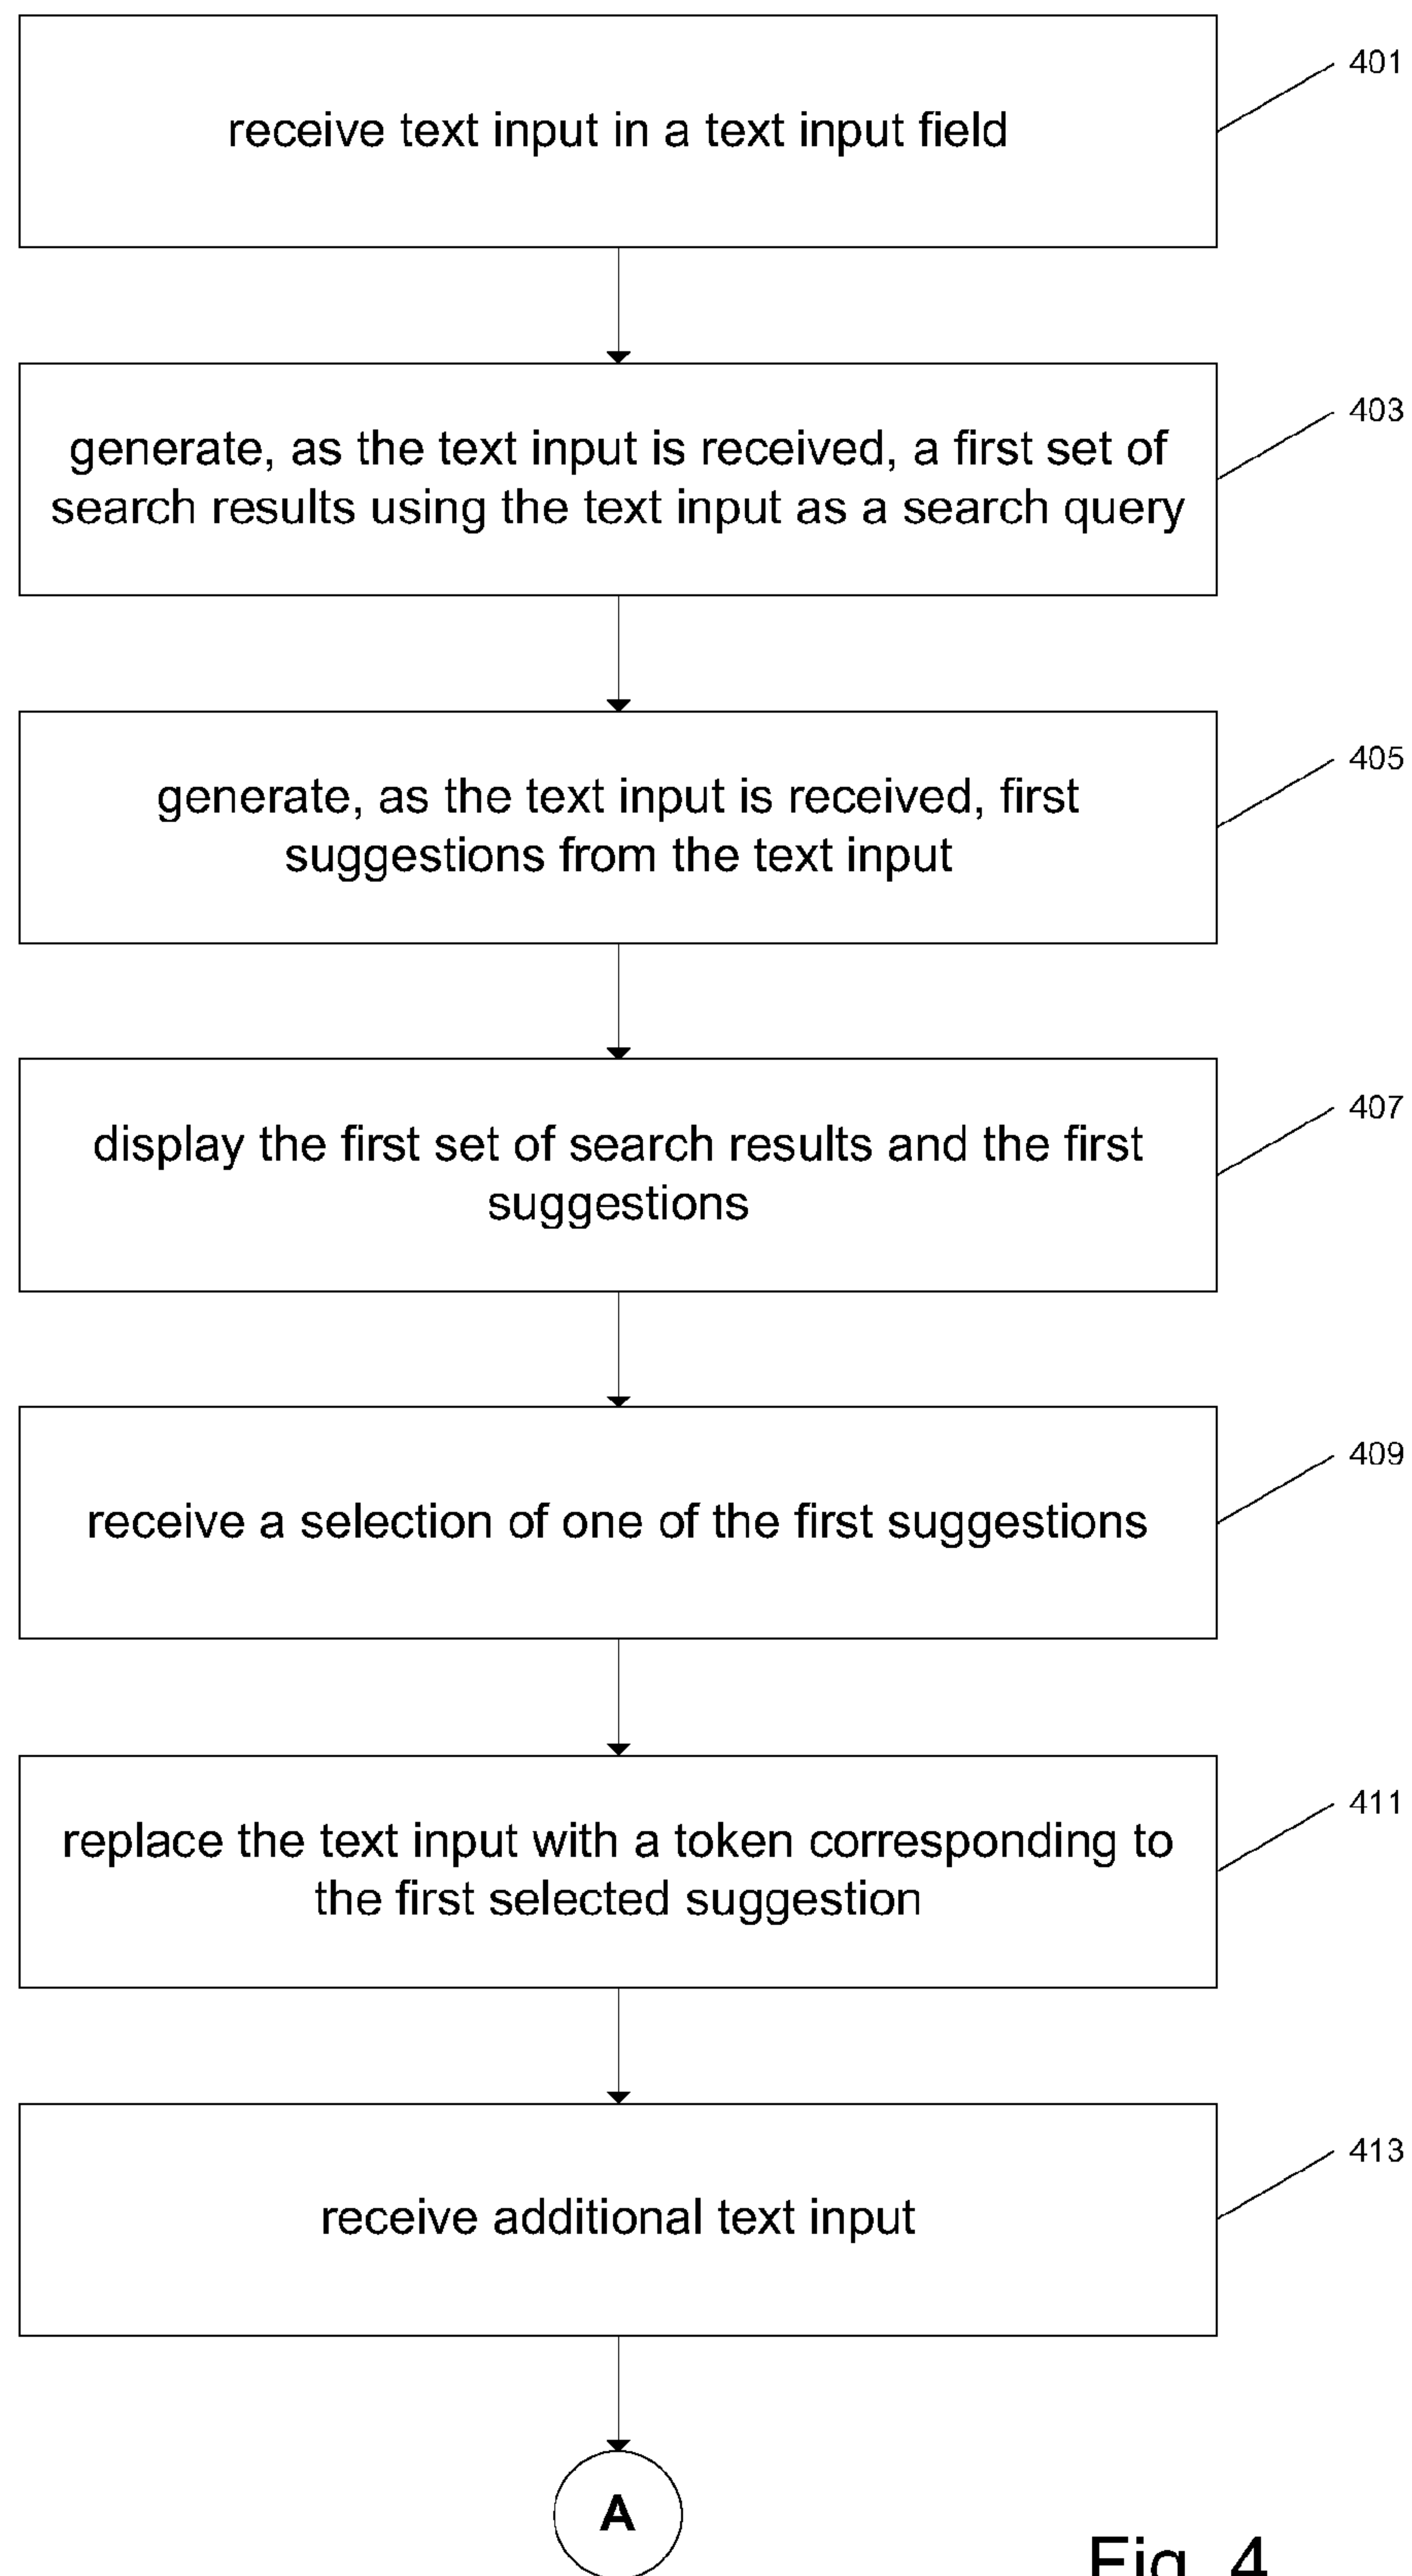 receive text input in a text input field
401
generate, as the text input is received, a first set of
search results using the text input as a search query
403
generate, as the text input is received, first
suggestions from the text input
405
display the first set of search results and the first
suggestions
407
receive a selection of one of the first suggestions
409
replace the text input with a token corresponding to
the first selected suggestion
411
receive additional text input
413
A
Fig. 4